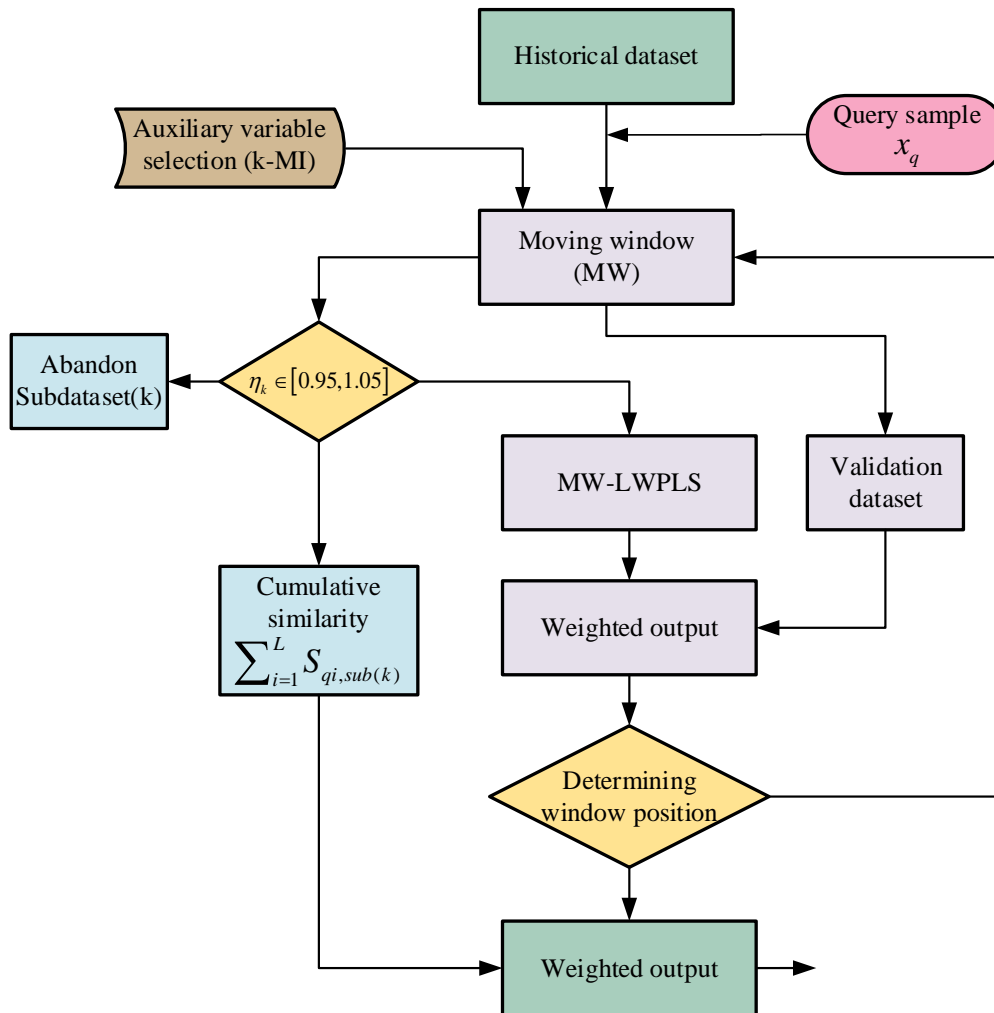 Historical dataset
Auxiliary variable
selection (k-MI)
Query sample
x_q
Moving window
(MW)
Abandon
Subdataset(k)
η_k ∈ [0.95,1.05]
MW-LWPLS
Validation
dataset
Cumulative
similarity
∑_{i=1}^{L} S_{qi,sub(k)}
Weighted output
Determining
window position
Weighted output